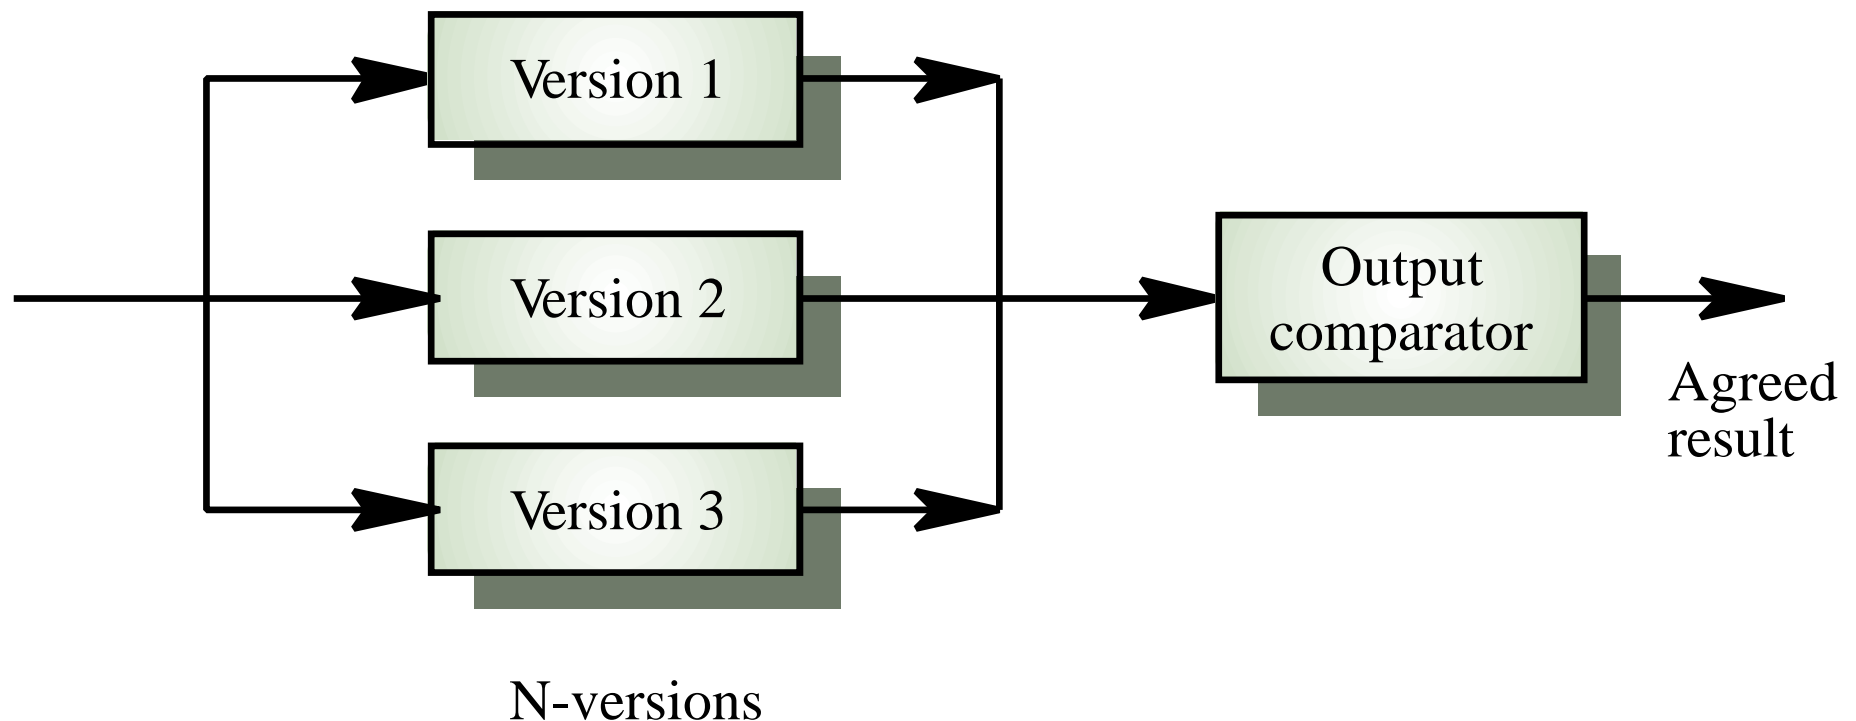 Version 1
Version 2
Version 3
Output
comparator
Agreed
result
N-versions